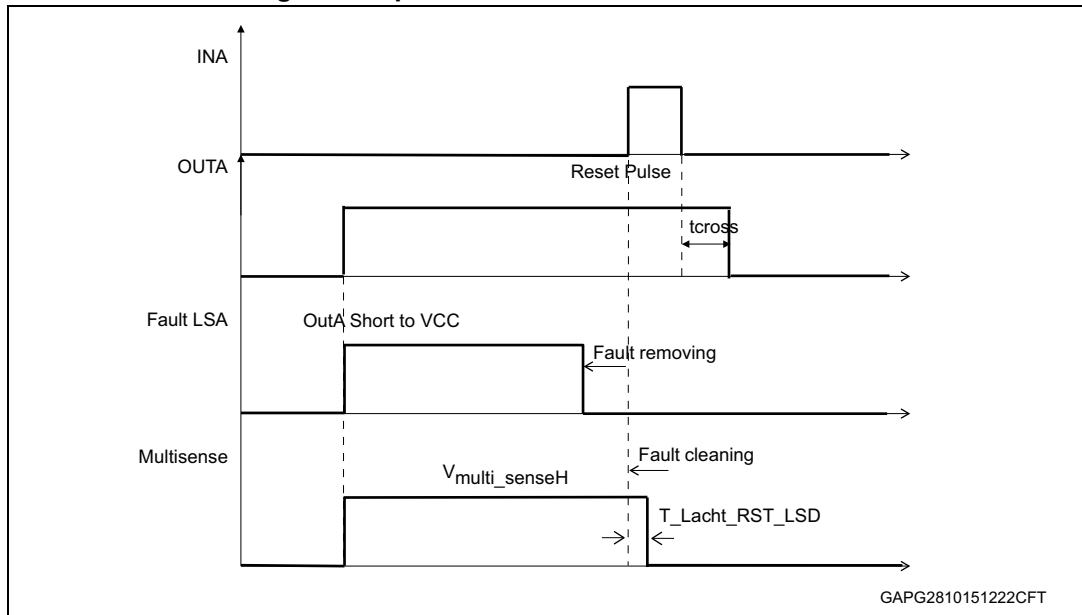 INA
OUTA
Reset Pulse
tcross
Fault LSA
OutA Short to VCC
Fault removing
Multisense
Fault cleaning
Vmulti_senseH
T_Lacht_RST_LSD
GAPG2810151222CFT